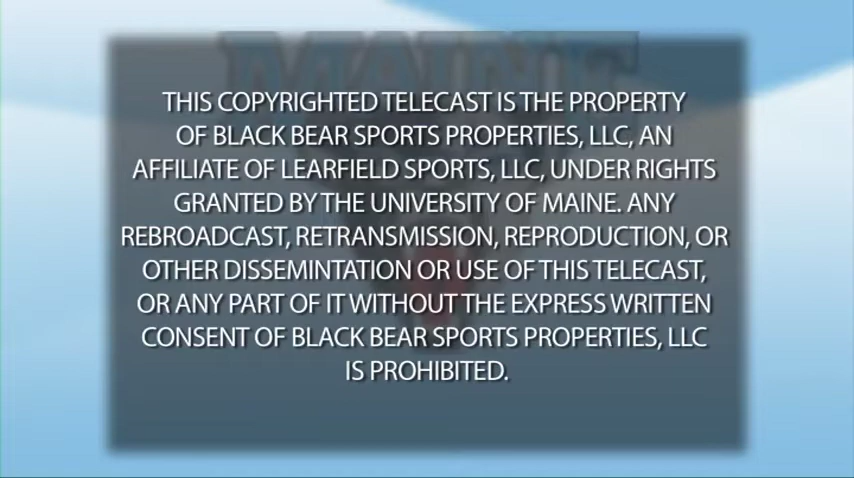 MAINE
THIS COPYRIGHTED TELECAST IS THE PROPERTY
OF BLACK BEAR SPORTS PROPERTIES, LLC, AN
AFFILIATE OF LEARFIELD SPORTS, LLC, UNDER RIGHTS
GRANTED BY THE UNIVERSITY OF MAINE. ANY
REBROADCAST, RETRANSMISSION, REPRODUCTION, OR
OTHER DISSEMINTATION OR USE OF THIS TELECAST,
OR ANY PART OF IT WITHOUT THE EXPRESS WRITTEN
CONSENT OF BLACK BEAR SPORTS PROPERTIES, LLC
IS PROHIBITED.